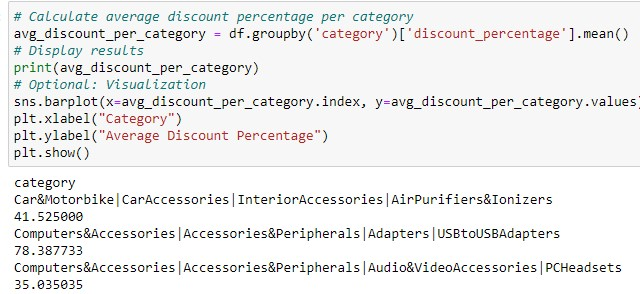 # Calculate average discount percentage per category
avg_discount_per_category = df.groupby('category')['discount_percentage'].mean()
# Display results
print(avg_discount_per_category)
# Optional: Visualization
sns.barplot(x=avg_discount_per_category.index, y=avg_discount_per_category.values)
plt.xlabel("Category")
plt.ylabel("Average Discount Percentage")
plt.show()
category
Car&Motorbike|CarAccessories|InteriorAccessories|AirPurifiers&Ionizers
41.525000
Computers&Accessories|Accessories&Peripherals|Adapters|USBtoUSBAdapters
78.387733
Computers&Accessories|Accessories&Peripherals|Audio&VideoAccessories|PCHeadsets
35.035035